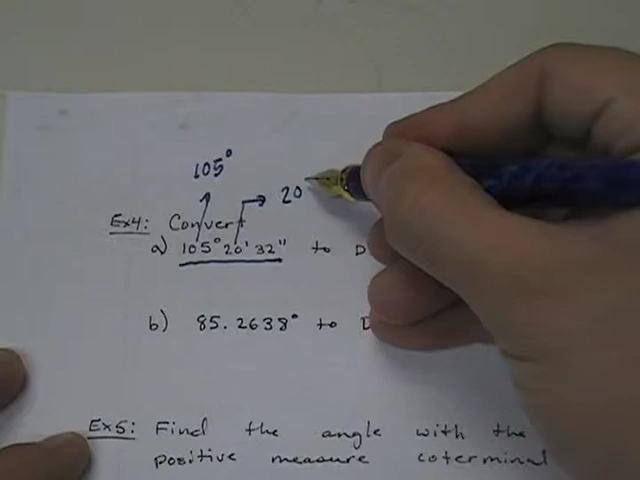 105°
20
Ex4: Convert
a) 105°20'32" to D
b) 85.2638° to
Ex5: Find the angle with the
positive measure coterminal